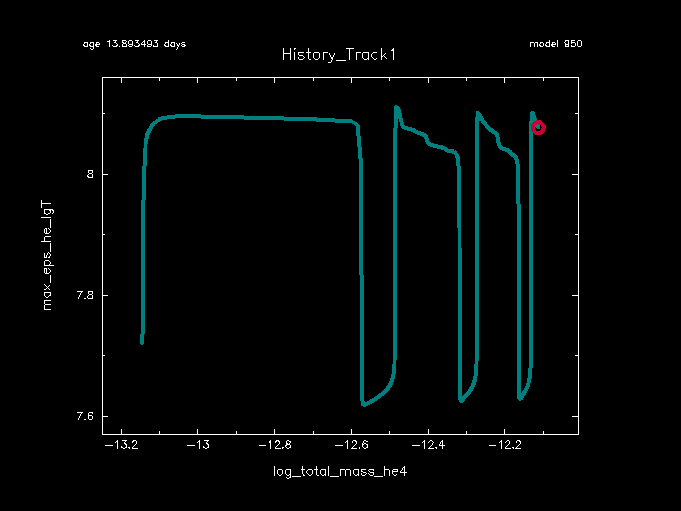 age 13.893493 days
model 950
History_Track1
8
7.8
7.6
max_eps_he_lgT
-13.2
-13
-12.8
-12.6
-12.4
-12.2
log_total_mass_he4